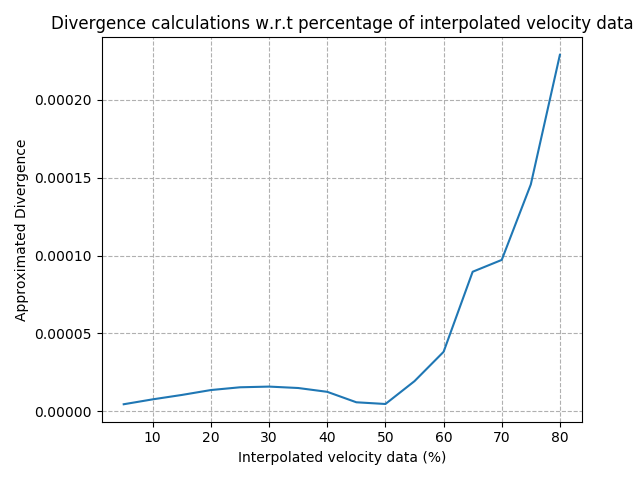 Divergence calculations w.r.t percentage of interpolated velocity data
0.00020
0.00015
0.00010
0.00005
0.00000
Approximated Divergence
10 20 30 40 50 60 70 80
Interpolated velocity data (%)